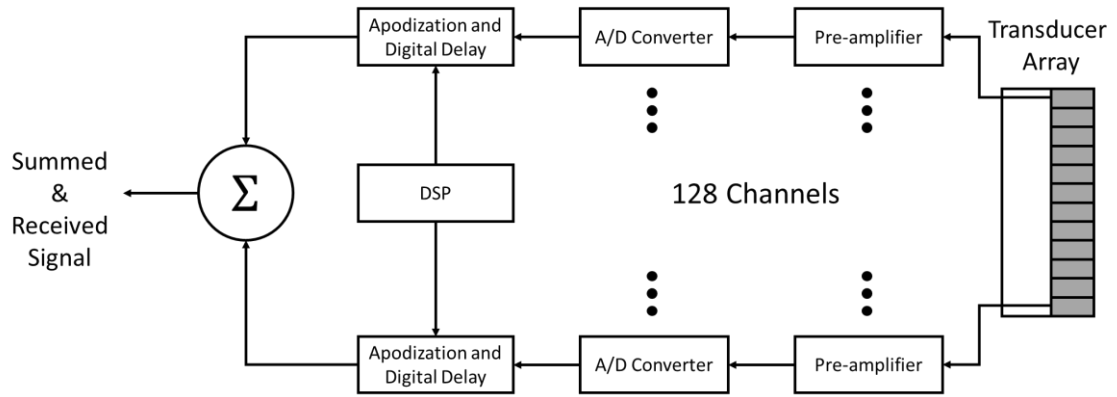 Apodization and
Digital Delay
A/D Converter
Pre-amplifier
Transducer
Array
Summed
&
Received
Signal
Σ
DSP
128 Channels
Apodization and
Digital Delay
A/D Converter
Pre-amplifier